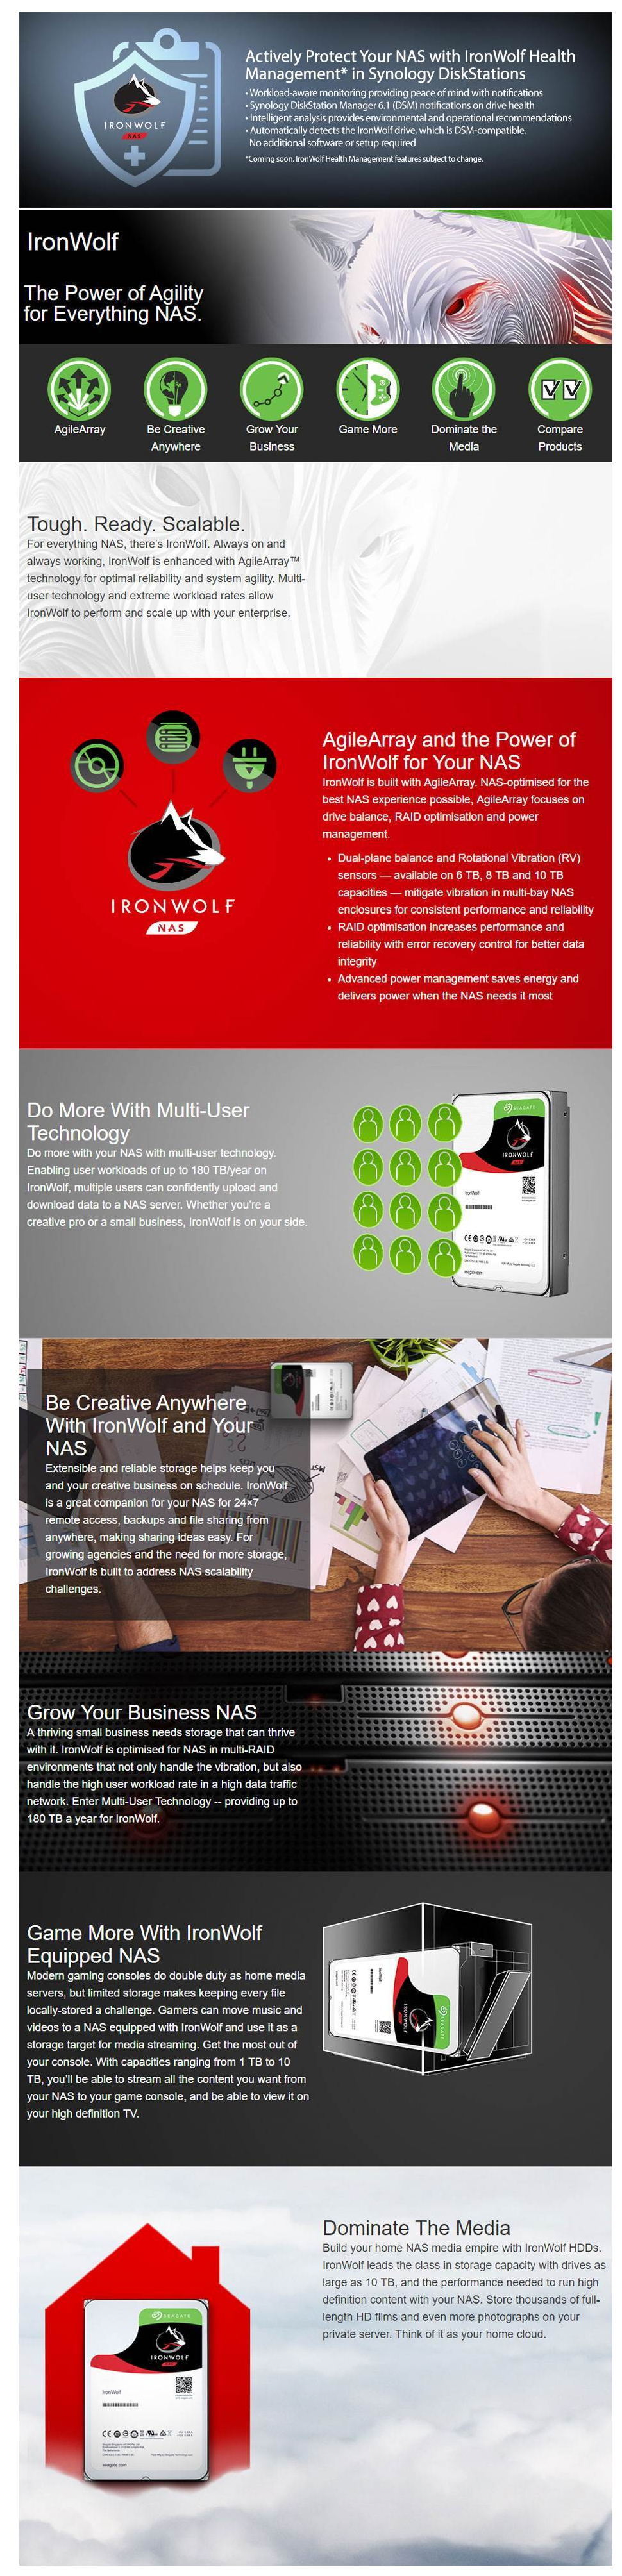 Actively Protect Your NAS with IronWolf Health
Management* in Synology DiskStations
• Workload-aware monitoring providing peace of mind with notifications
• Synology DiskStation Manager 6.1 (DSM) notifications on drive health
• Intelligent analysis provides environmental and operational recommendations
• Automatically detects the IronWolf drive, which is DSM-compatible.
No additional software or setup required
*Coming soon. IronWolf Health Management features subject to change.
IRONWOLF
NAS
IronWolf
The Power of Agility
for Everything NAS.
AgileArray
Be Creative
Anywhere
Grow Your
Business
Game More
Dominate the
Media
Compare
Products
Tough. Ready. Scalable.
For everything NAS, there's IronWolf. Always on and
always working, IronWolf is enhanced with AgileArray™
technology for optimal reliability and system agility. Multi-
user technology and extreme workload rates allow
IronWolf to perform and scale up with your enterprise.
IRONWOLF
NAS
AgileArray and the Power of
IronWolf for Your NAS
IronWolf is built with AgileArray. NAS-optimised for the
best NAS experience possible, AgileArray focuses on
drive balance, RAID optimisation and power
management.
• Dual-plane balance and Rotational Vibration (RV)
sensors — available on 6 TB, 8 TB and 10 TB
capacities — mitigate vibration in multi-bay NAS
enclosures for consistent performance and reliability
• RAID optimisation increases performance and
reliability with error recovery control for better data
integrity
• Advanced power management saves energy and
delivers power when the NAS needs it most
Do More With Multi-User
Technology
Do more with your NAS with multi-user technology.
Enabling user workloads of up to 180 TB/year on
IronWolf, multiple users can confidently upload and
download data to a NAS server. Whether you're a
creative pro or a small business, IronWolf is on your side.
SEAGATE
IRONWOLF
NAS
IronWolf
seagate.com
Be Creative Anywhere
With IronWolf and Your
NAS
Extensible and reliable storage helps keep you
and your creative business on schedule. IronWolf
is a great companion for your NAS for 24×7
remote access, backups and file sharing from
anywhere, making sharing ideas easy. For
growing agencies and the need for more storage,
IronWolf is built to address NAS scalability
challenges.
Grow Your Business NAS
A thriving small business needs storage that can thrive
with it. IronWolf is optimised for NAS in multi-RAID
environments that not only handle the vibration, but also
handle the high user workload rate in a high data traffic
network. Enter Multi-User Technology -- providing up to
180 TB a year for IronWolf.
Game More With IronWolf
Equipped NAS
Modern gaming consoles do double duty as home media
servers, but limited storage makes keeping every file
locally-stored a challenge. Gamers can move music and
videos to a NAS equipped with IronWolf and use it as a
storage target for media streaming. Get the most out of
your console. With capacities ranging from 1 TB to 10
TB, you'll be able to stream all the content you want from
your NAS to your game console, and be able to view it on
your high definition TV.
SEAGATE
IRONWOLF
Dominate The Media
Build your home NAS media empire with IronWolf HDDs.
IronWolf leads the class in storage capacity with drives as
large as 10 TB, and the performance needed to run high
definition content with your NAS. Store thousands of full-
length HD films and even more photographs on your
private server. Think of it as your home cloud.
SEAGATE
IRONWOLF
NAS
IronWolf
seagate.com